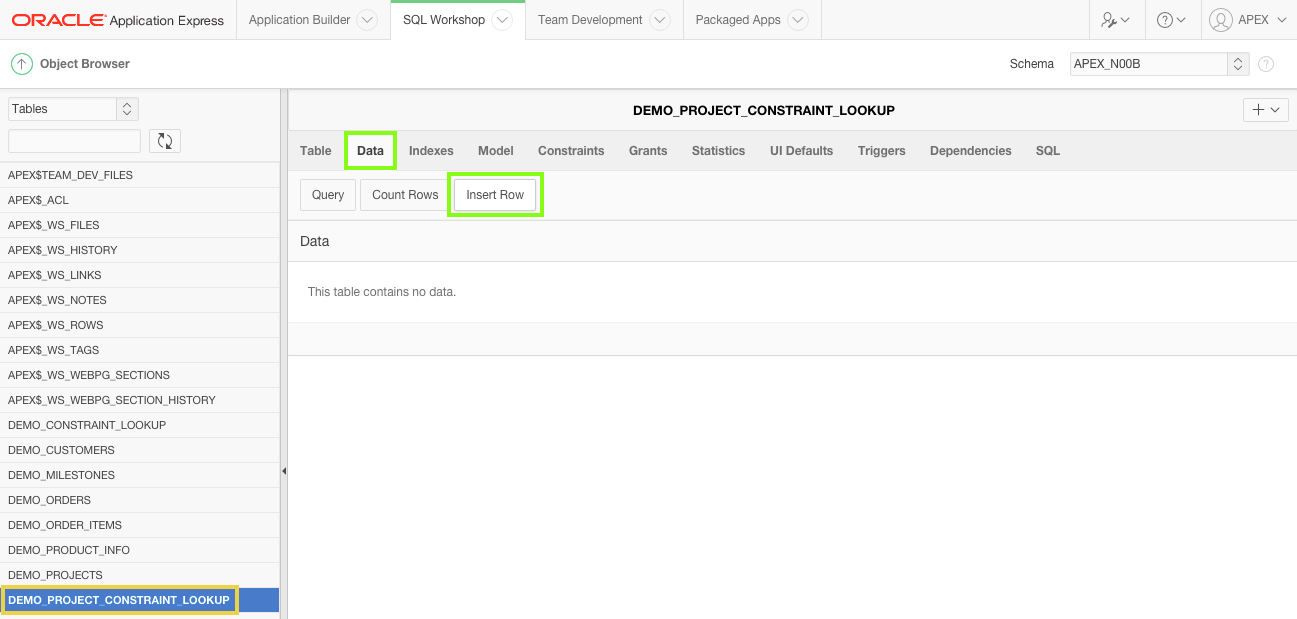 ORACLE Application Express Application Builder SQL Workshop Team Development Packaged Apps ? APEX
Object Browser Schema APEX_N00B ?
Tables
DEMO_PROJECT_CONSTRAINT_LOOKUP
Table Data Indexes Model Constraints Grants Statistics UI Defaults Triggers Dependencies SQL
Query Count Rows Insert Row
Data
This table contains no data.
APEX$TEAM_DEV_FILES
APEX$_ACL
APEX$_WS_FILES
APEX$_WS_HISTORY
APEX$_WS_LINKS
APEX$_WS_NOTES
APEX$_WS_ROWS
APEX$_WS_TAGS
APEX$_WS_WEBPG_SECTIONS
APEX$_WS_WEBPG_SECTION_HISTORY
DEMO_CONSTRAINT_LOOKUP
DEMO_CUSTOMERS
DEMO_MILESTONES
DEMO_ORDERS
DEMO_ORDER_ITEMS
DEMO_PRODUCT_INFO
DEMO_PROJECTS
DEMO_PROJECT_CONSTRAINT_LOOKUP